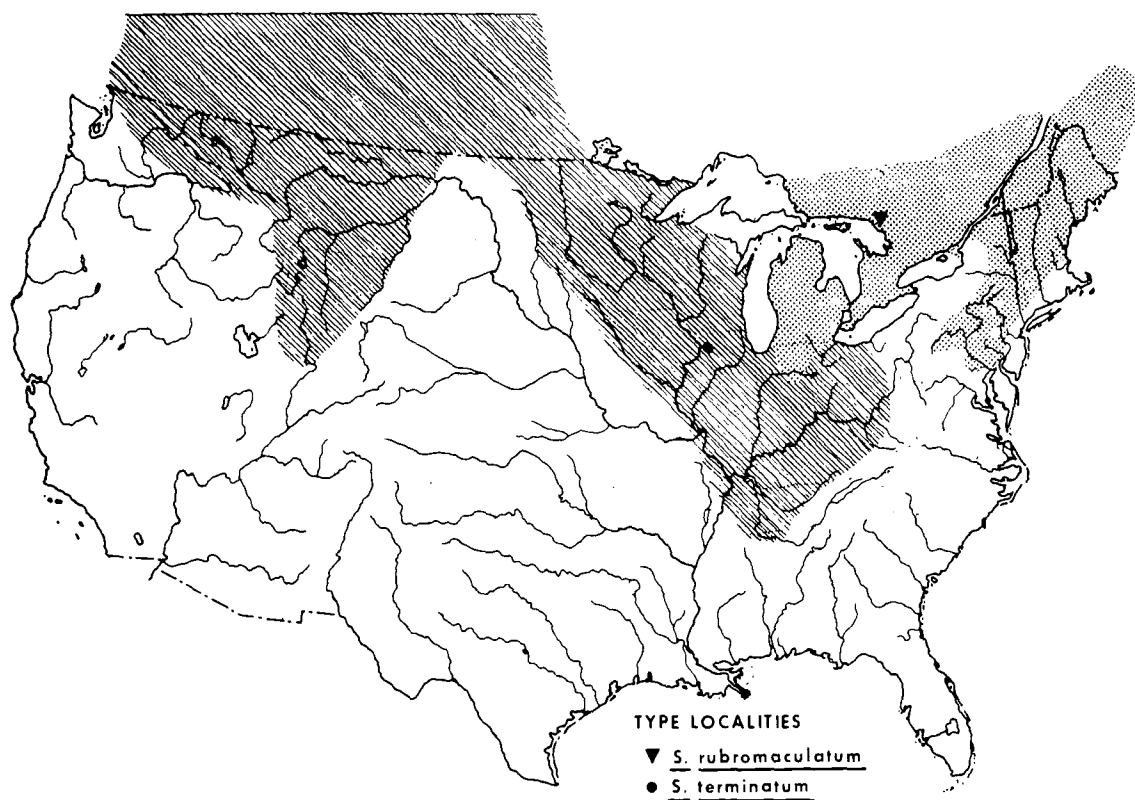 TYPE LOCALITIES
▼ S. rubromaculatum
● S. terminatum